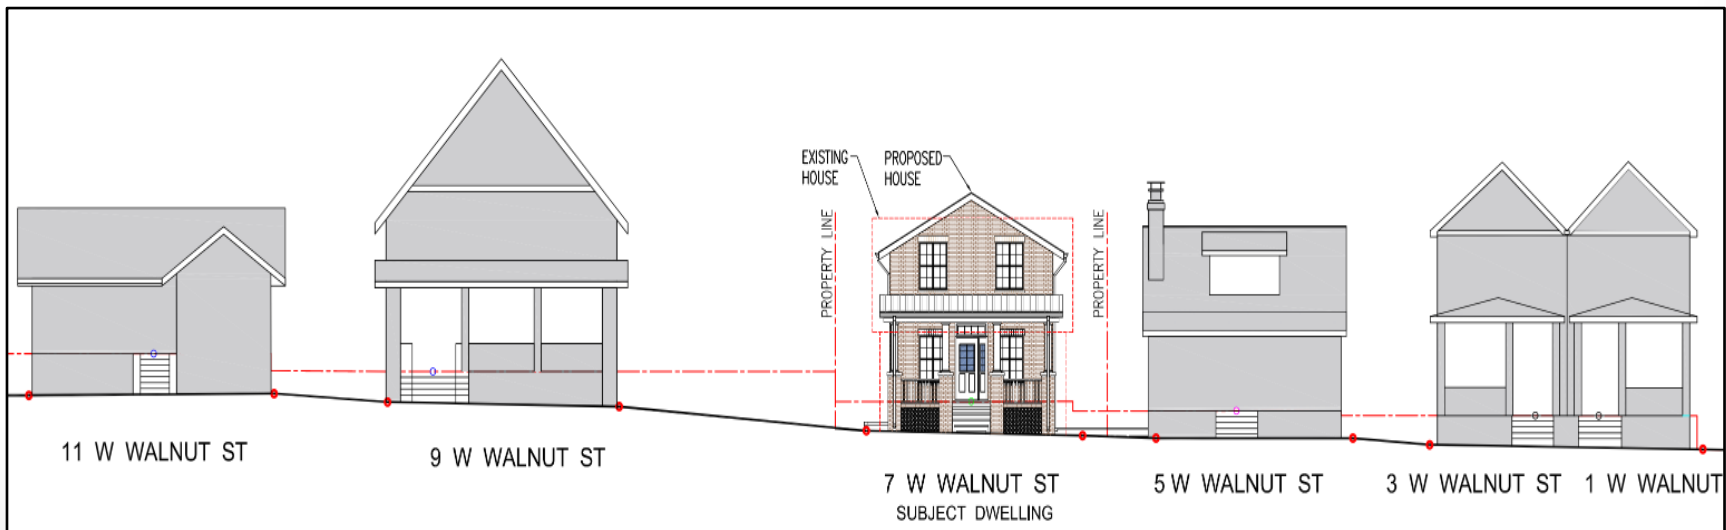 EXISTING
HOUSE
PROPOSED
HOUSE
PROPERTY LINE
PROPERTY LINE
11 W WALNUT ST
9 W WALNUT ST
7 W WALNUT ST
SUBJECT DWELLING
5 W WALNUT ST
3 W WALNUT ST
1 W WALNUT